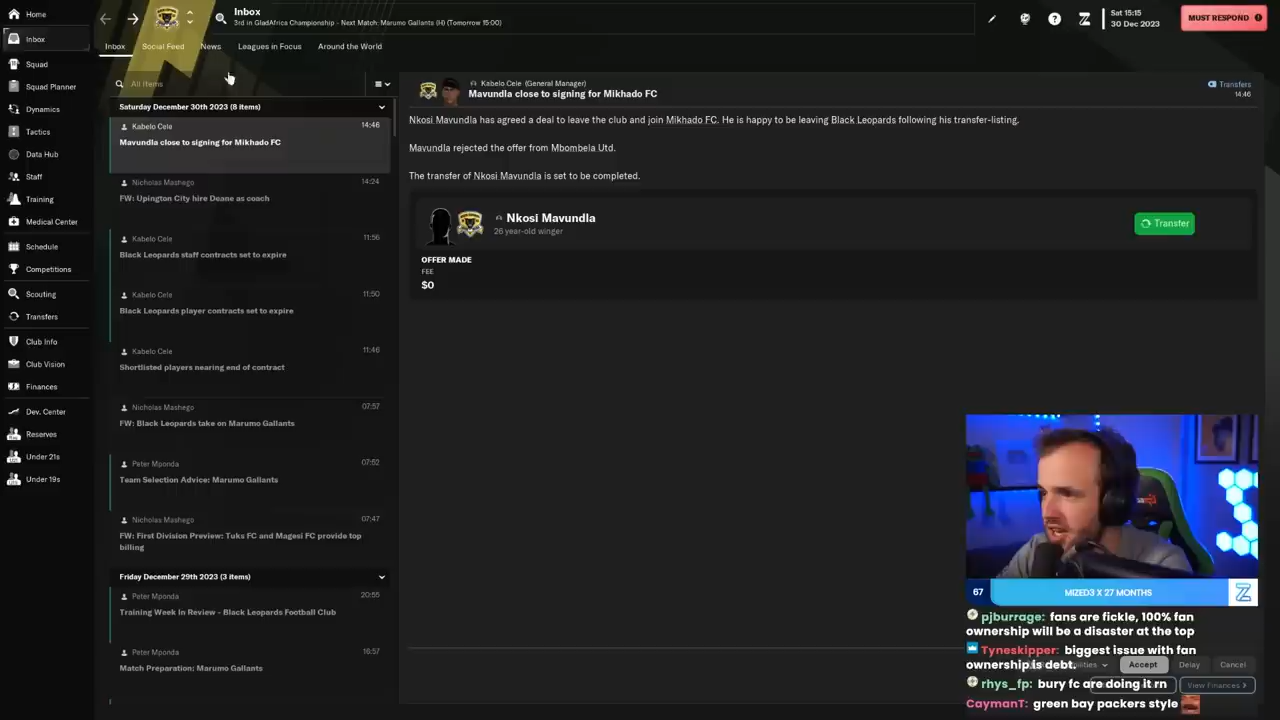 Home
Inbox
Squad
Squad Planner
Dynamics
Tactics
Data Hub
Staff
Training
Medical Center
Schedule
Competitions
Scouting
Transfers
Club Info
Club Vision
Finances
Dev. Center
Reserves
Under 21s
Under 19s
Inbox
3rd in GladAfrica Championship - Next Match: Marumo Gallants (H) (Tomorrow 15:00)
Sat 15:15
30 Dec 2023
MUST RESPOND
Inbox Social Feed News Leagues in Focus Around the World
All Items
Saturday December 30th 2023 (8 items)
Kabelo Cele 14:46
Mavundla close to signing for Mikhado FC
Nicholas Mashego 14:24
FW: Upington City hire Deane as coach
Kabelo Cele 11:56
Black Leopards staff contracts set to expire
Kabelo Cele 11:50
Black Leopards player contracts set to expire
Kabelo Cele 11:46
Shortlisted players nearing end of contract
Nicholas Mashego 07:57
FW: Black Leopards take on Marumo Gallants
Peter Mponda 07:52
Team Selection Advice: Marumo Gallants
Nicholas Mashego 07:47
FW: First Division Preview: Tuks FC and Magesi FC provide top
billing
Friday December 29th 2023 (3 items)
Peter Mponda 20:55
Training Week in Review - Black Leopards Football Club
Peter Mponda 16:57
Match Preparation: Marumo Gallants
Kabelo Cele (General Manager)
Mavundla close to signing for Mikhado FC
Transfers
14:46
Nkosi Mavundla has agreed a deal to leave the club and join Mikhado FC. He is happy to be leaving Black Leopards following his transfer-listing.
Mavundla rejected the offer from Mbombela Utd.
The transfer of Nkosi Mavundla is set to be completed.
Nkosi Mavundla
26 year-old winger
Transfer
OFFER MADE
FEE
$0
67 MIZED3 X 27 MONTHS
pjburrage: fans are fickle, 100% fan
ownership will be a disaster at the top
Tyneskipper: biggest issue with fan
ownership is debt.
Accept Delay Cancel
rhys_fp: bury fc are doing it rn
View Finances
CaymanT: green bay packers style